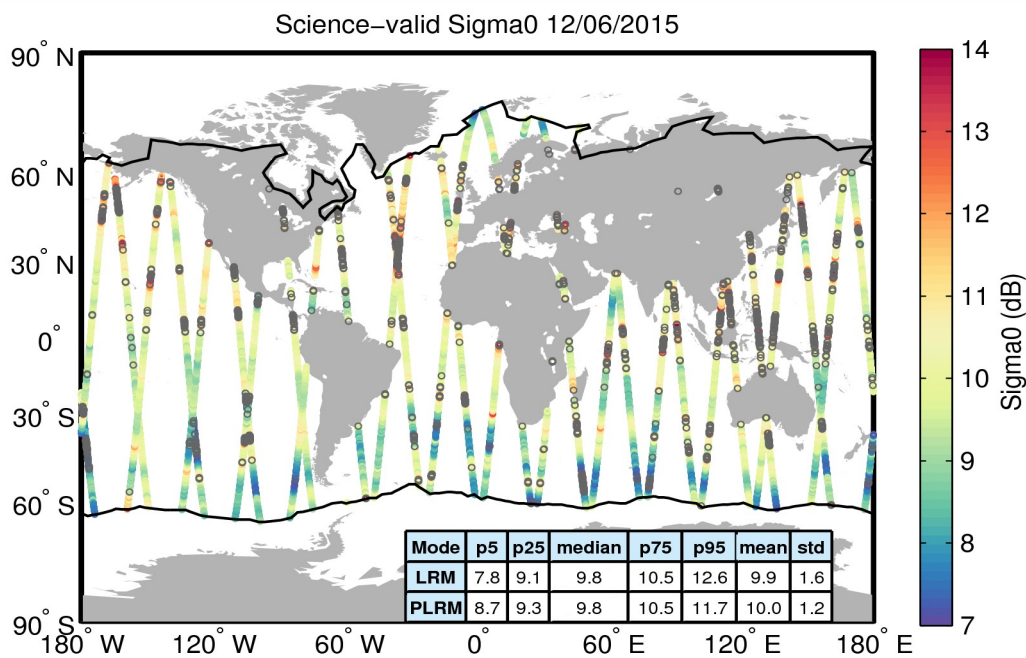 Science−valid Sigma0 12/06/2015
90° N
60° N
30° N
0°
30° S
60° S
90° S
180° W
120° W
60° W
0°
60° E
120° E
180° E
14
13
12
11
10
9
8
7
Sigma0 (dB)
Mode p5 p25 median p75 p95 mean std
LRM 7.8 9.1 9.8 10.5 12.6 9.9 1.6
PLRM 8.7 9.3 9.8 10.5 11.7 10.0 1.2